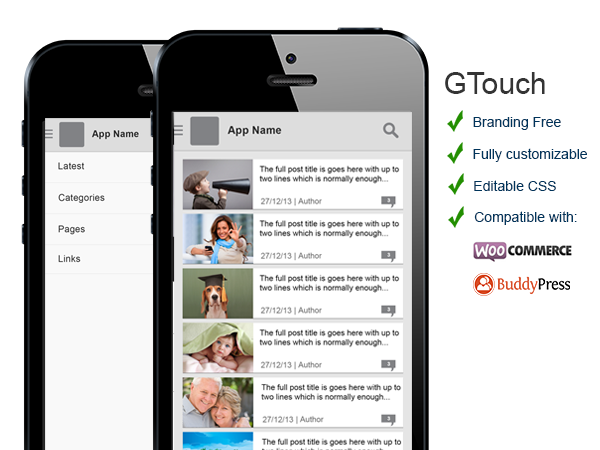 App Name
Latest
Categories
Pages
Links
App Name
The full post title is goes here with up to
two lines which is normally enough...
27/12/13 | Author
3
The full post title is goes here with up to
two lines which is normally enough...
27/12/13 | Author
3
The full post title is goes here with up to
two lines which is normally enough...
27/12/13 | Author
3
The full post title is goes here with up to
two lines which is normally enough...
27/12/13 | Author
3
The full post title is goes here with up to
two lines which is normally enough...
27/12/13 | Author
3
The full post title is goes here with up to
two lines which is normally enough...
GTouch
Branding Free
Fully customizable
Editable CSS
Compatible with:
WOOCOMMERCE
BuddyPress